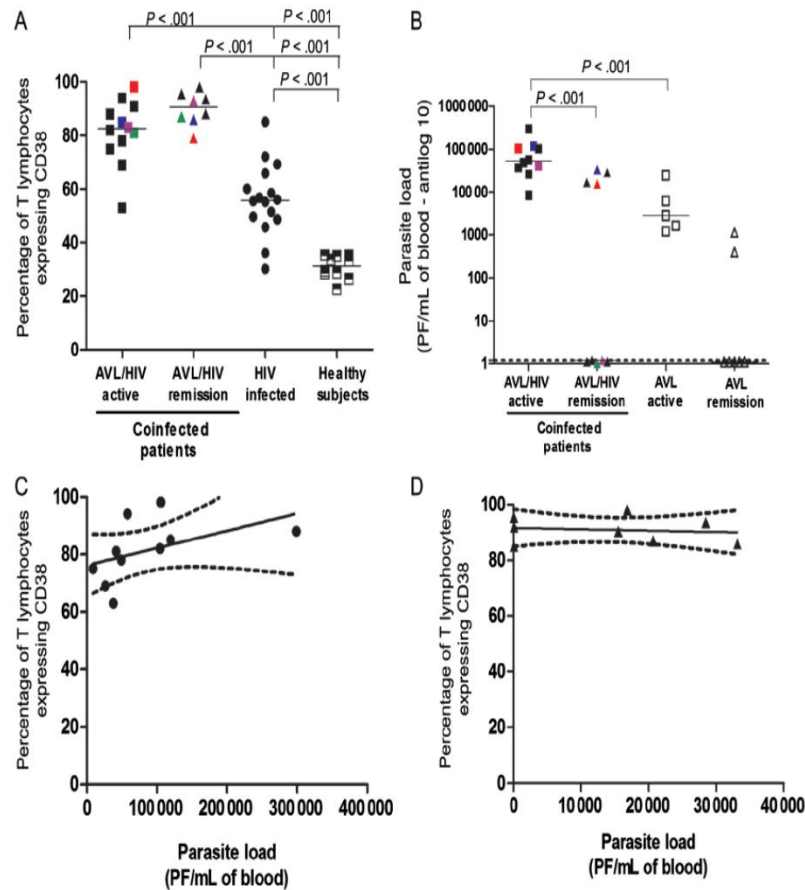 A
P < .001
P < .001
P < .001
P < .001
Percentage of T lymphocytes
expressing CD38
100
80
60
40
20
0
AVL/HIV
active
AVL/HIV
remission
HIV
infected
Healthy
subjects
Coinfected
patients
B
P < .001
P < .001
Parasite load
(PF/mL of blood - antilog 10)
1000 000
100 000
10 000
1000
100
10
1
AVL/HIV
active
AVL/HIV
remission
AVL
active
AVL
remission
Coinfected
patients
C
Percentage of T lymphocytes
expressing CD38
100
80
60
40
20
0
0
100 000
200 000
300 000
400 000
Parasite load
(PF/mL of blood)
D
Percentage of T lymphocytes
expressing CD38
100
80
60
40
20
0
0
10 000
20 000
30 000
40 000
Parasite load
(PF/mL of blood)